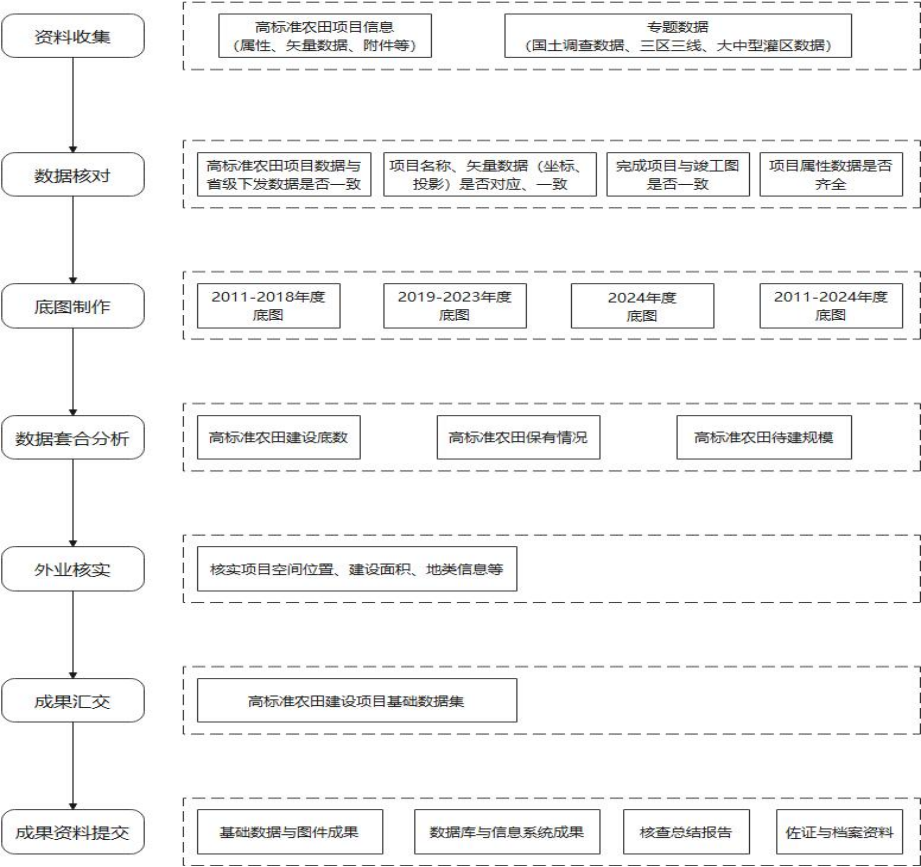 资料收集
高标准农田项目信息
（属性、矢量数据、附件等）
专题数据
（国土调查数据、三区三线、大中型灌区数据）
数据核对
高标准农田项目数据与
省级下发数据是否一致
项目名称、矢量数据（坐标、
投影）是否对应、一致
完成项目与竣工图
是否一致
项目属性数据是否
齐全
底图制作
2011-2018年度
底图
2019-2023年度
底图
2024年度
底图
2011-2024年度
底图
数据套合分析
高标准农田建设底数
高标准农田保有情况
高标准农田待建规模
外业核实
核实项目空间位置、建设面积、地类信息等
成果汇交
高标准农田建设项目基础数据集
成果资料提交
基础数据与图件成果
数据库与信息系统成果
核查总结报告
佐证与档案资料